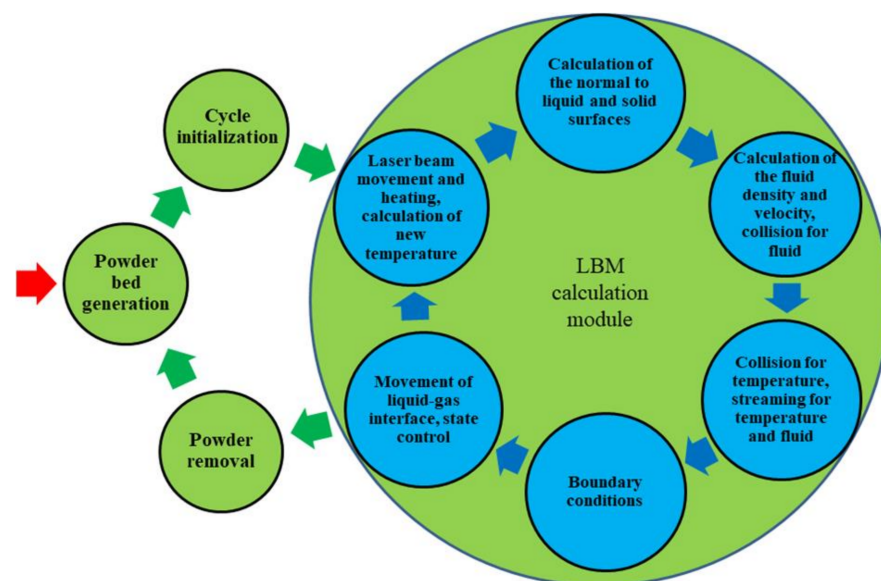 Cycle
initialization
Powder
bed
generation
Powder
removal
Laser beam
movement and
heating,
calculation of
new
temperature
Calculation of
the normal to
liquid and solid
surfaces
Calculation of
the fluid
density and
velocity,
collision for
fluid
Collision for
temperature,
streaming for
temperature
and fluid
Boundary
conditions
Movement of
liquid-gas
interface, state
control
LBM
calculation
module